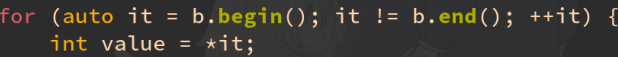 for (auto it = b.begin(); it != b.end(); ++it) {
    int value = *it;